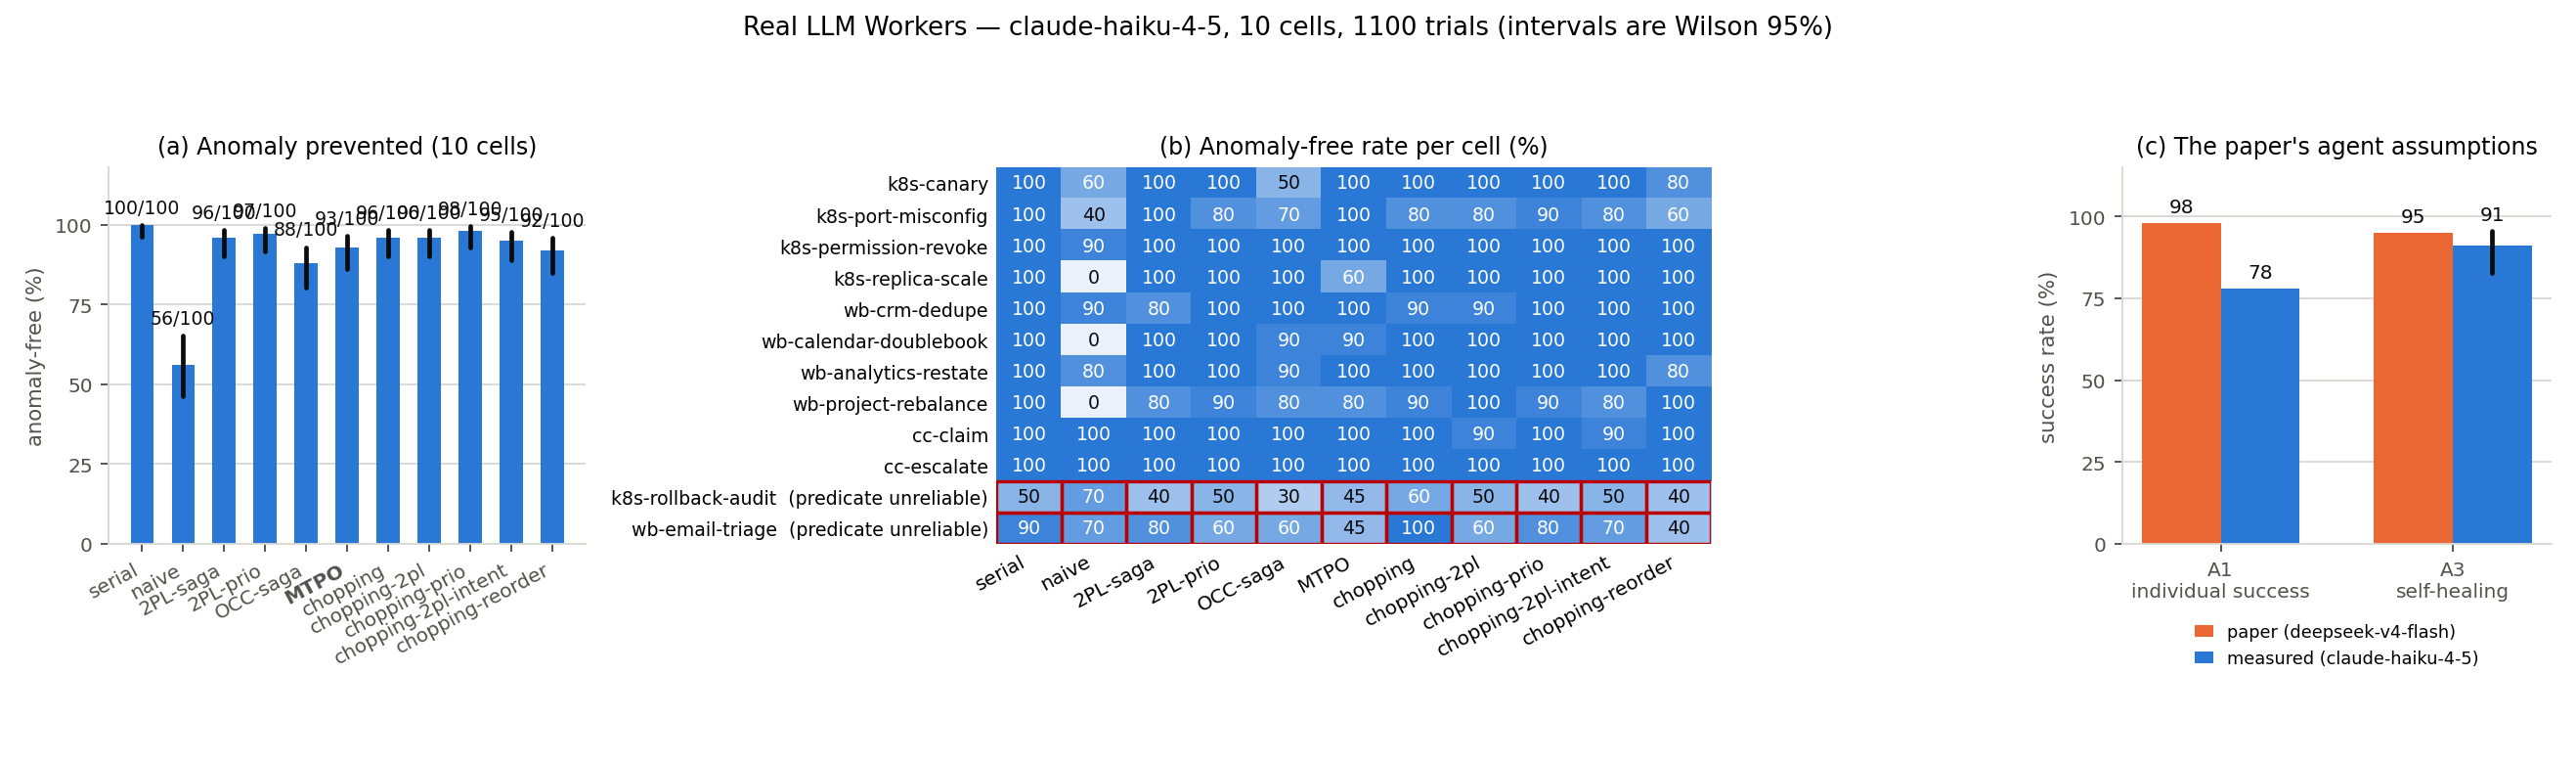 Real LLM Workers — claude-haiku-4-5, 10 cells, 1100 trials (intervals are Wilson 95%)
(a) Anomaly prevented (10 cells)
anomaly-free (%)
100
75
50
25
0
100/100
56/100
96/100
97/100
88/100
93/100
96/100
96/100
98/100
95/100
92/100
serial
naive
2PL-saga
2PL-prio
OCC-saga
MTPO
chopping
chopping-2pl
chopping-prio
chopping-2pl-intent
chopping-reorder
(b) Anomaly-free rate per cell (%)
k8s-canary 100 60 100 100 50 100 100 100 100 100 80
k8s-port-misconfig 100 40 100 80 70 100 80 80 90 80 60
k8s-permission-revoke 100 90 100 100 100 100 100 100 100 100 100
k8s-replica-scale 100 0 100 100 100 60 100 100 100 100 100
wb-crm-dedupe 100 90 80 100 100 100 90 90 100 100 100
wb-calendar-doublebook 100 0 100 100 90 90 100 100 100 100 100
wb-analytics-restate 100 80 100 100 90 100 100 100 100 100 80
wb-project-rebalance 100 0 80 90 80 80 90 100 90 80 100
cc-claim 100 100 100 100 100 100 100 90 100 90 100
cc-escalate 100 100 100 100 100 100 100 100 100 100 100
k8s-rollback-audit (predicate unreliable) 50 70 40 50 30 45 60 50 40 50 40
wb-email-triage (predicate unreliable) 90 70 80 60 60 45 100 60 80 70 40
serial
naive
2PL-saga
2PL-prio
OCC-saga
MTPO
chopping
chopping-2pl
chopping-prio
chopping-2pl-intent
chopping-reorder
(c) The paper's agent assumptions
success rate (%)
100
75
50
25
0
98
78
95
91
A1
individual success
A3
self-healing
paper (deepseek-v4-flash)
measured (claude-haiku-4-5)